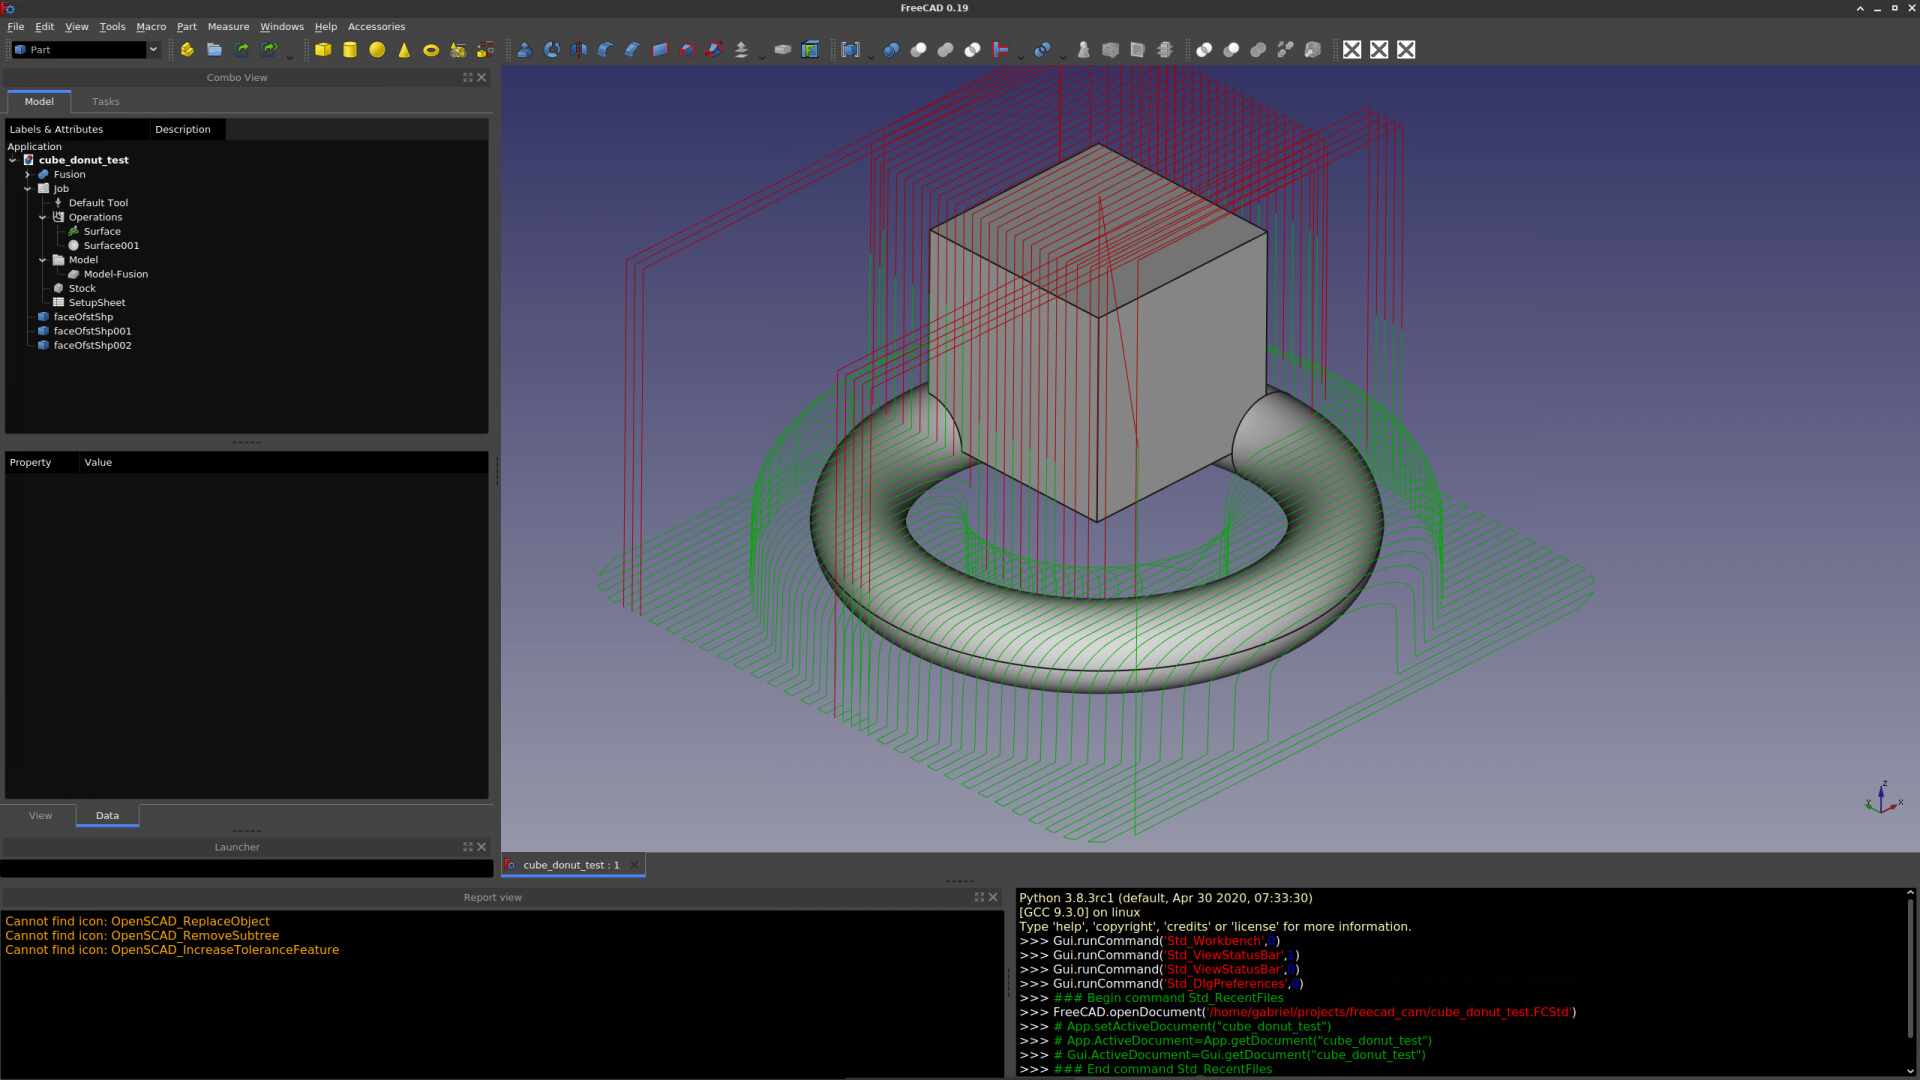 FreeCAD 0.19
File Edit View Tools Macro Part Measure Windows Help Accessories
Part
Combo View
Model Tasks
Labels & Attributes Description
Application
cube_donut_test
Fusion
Job
Default Tool
Operations
Surface
Surface001
Model
Model-Fusion
Stock
SetupSheet
faceOfstShp
faceOfstShp001
faceOfstShp002
Property Value
View Data
Launcher
Z
Y
X
cube_donut_test : 1
Report view
Cannot find icon: OpenSCAD_ReplaceObject
Cannot find icon: OpenSCAD_RemoveSubtree
Cannot find icon: OpenSCAD_IncreaseToleranceFeature
Python 3.8.3rc1 (default, Apr 30 2020, 07:33:30)
[GCC 9.3.0] on linux
Type 'help', 'copyright', 'credits' or 'license' for more information.
>>> Gui.runCommand('Std_Workbench',0)
>>> Gui.runCommand('Std_ViewStatusBar',1)
>>> Gui.runCommand('Std_ViewStatusBar',0)
>>> Gui.runCommand('Std_DlgPreferences',0)
>>> ### Begin command Std_RecentFiles
>>> FreeCAD.openDocument('/home/gabriel/projects/freecad_cam/cube_donut_test.FCStd')
>>> # App.setActiveDocument("cube_donut_test")
>>> # App.ActiveDocument=App.getDocument("cube_donut_test")
>>> # Gui.ActiveDocument=Gui.getDocument("cube_donut_test")
>>> ### End command Std_RecentFiles